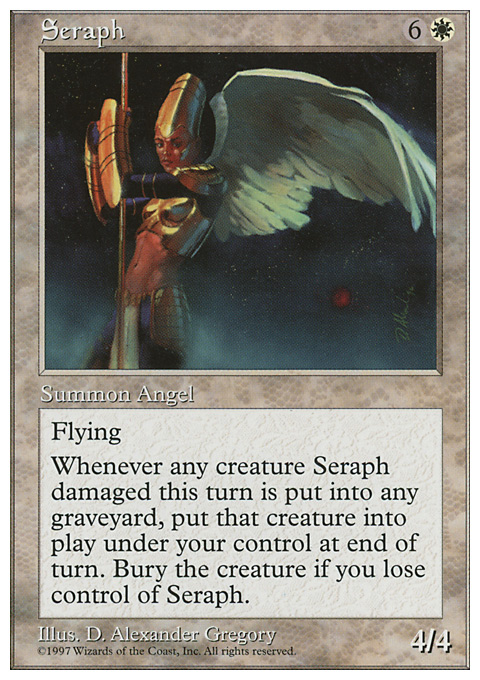 Seraph 6
Summon Angel
Flying
Whenever any creature Seraph
damaged this turn is put into any
graveyard, put that creature into
play under your control at end of
turn. Bury the creature if you lose
control of Seraph.
Illus. D. Alexander Gregory
4/4
©1997 Wizards of the Coast, Inc. All rights reserved.